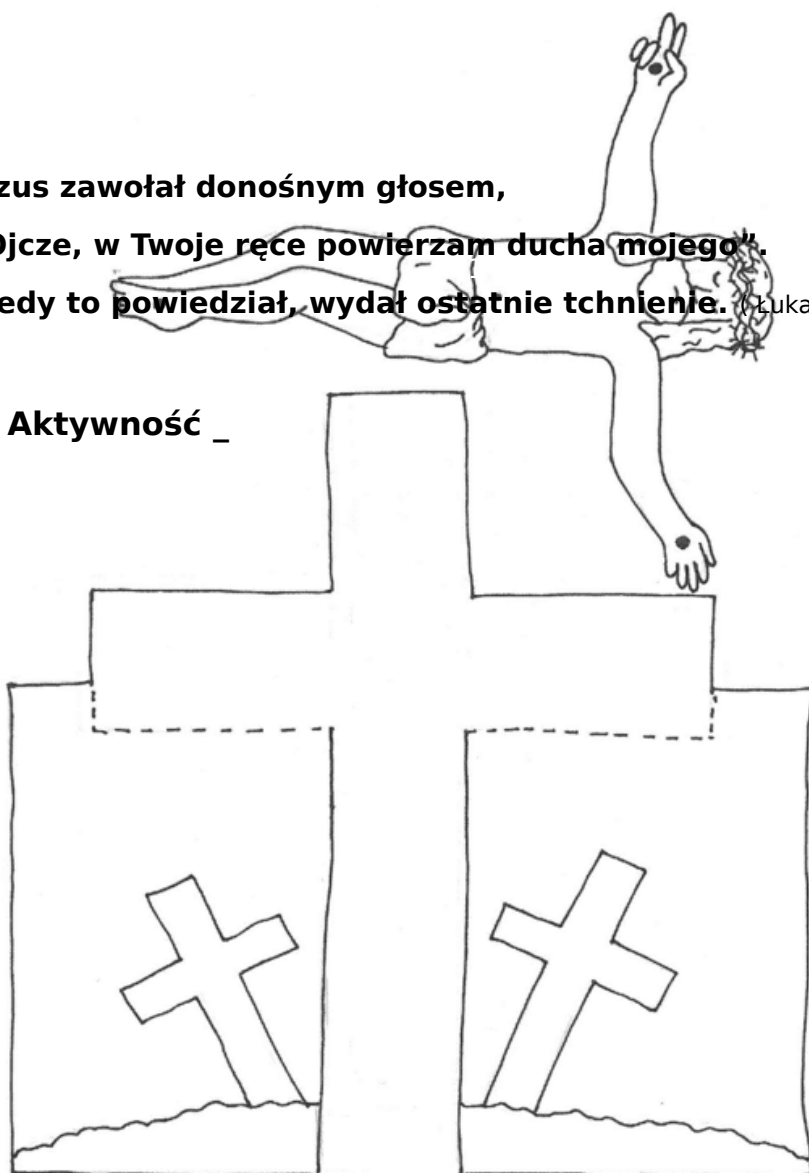 zus zawołał donośnym głosem,
Ojcze, w Twoje ręce powierzam ducha mojego”.
edy to powiedział, wydał ostatnie tchnienie. ( Łuka
Aktywność _